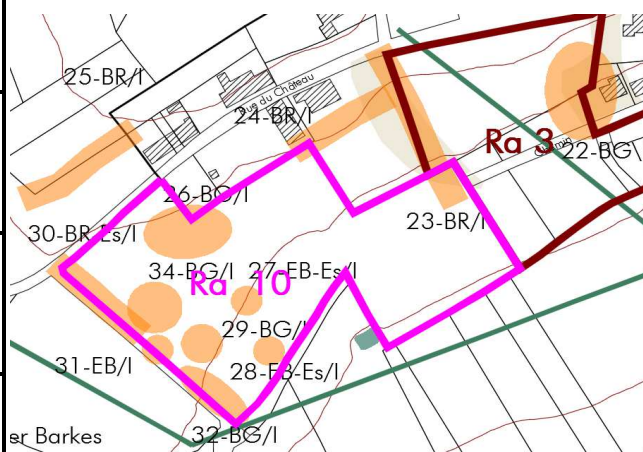 25-BR/I
Rue du Château
24-BR/I
Ra 3
22-BG
26-BG/I
23-BR/I
30-BR-Es/I
34-BG/I
27-EB-Es/I
Ra 10
29-BG/I
31-EB/I
28-EB-Es/I
er Barkes
32-BG/I